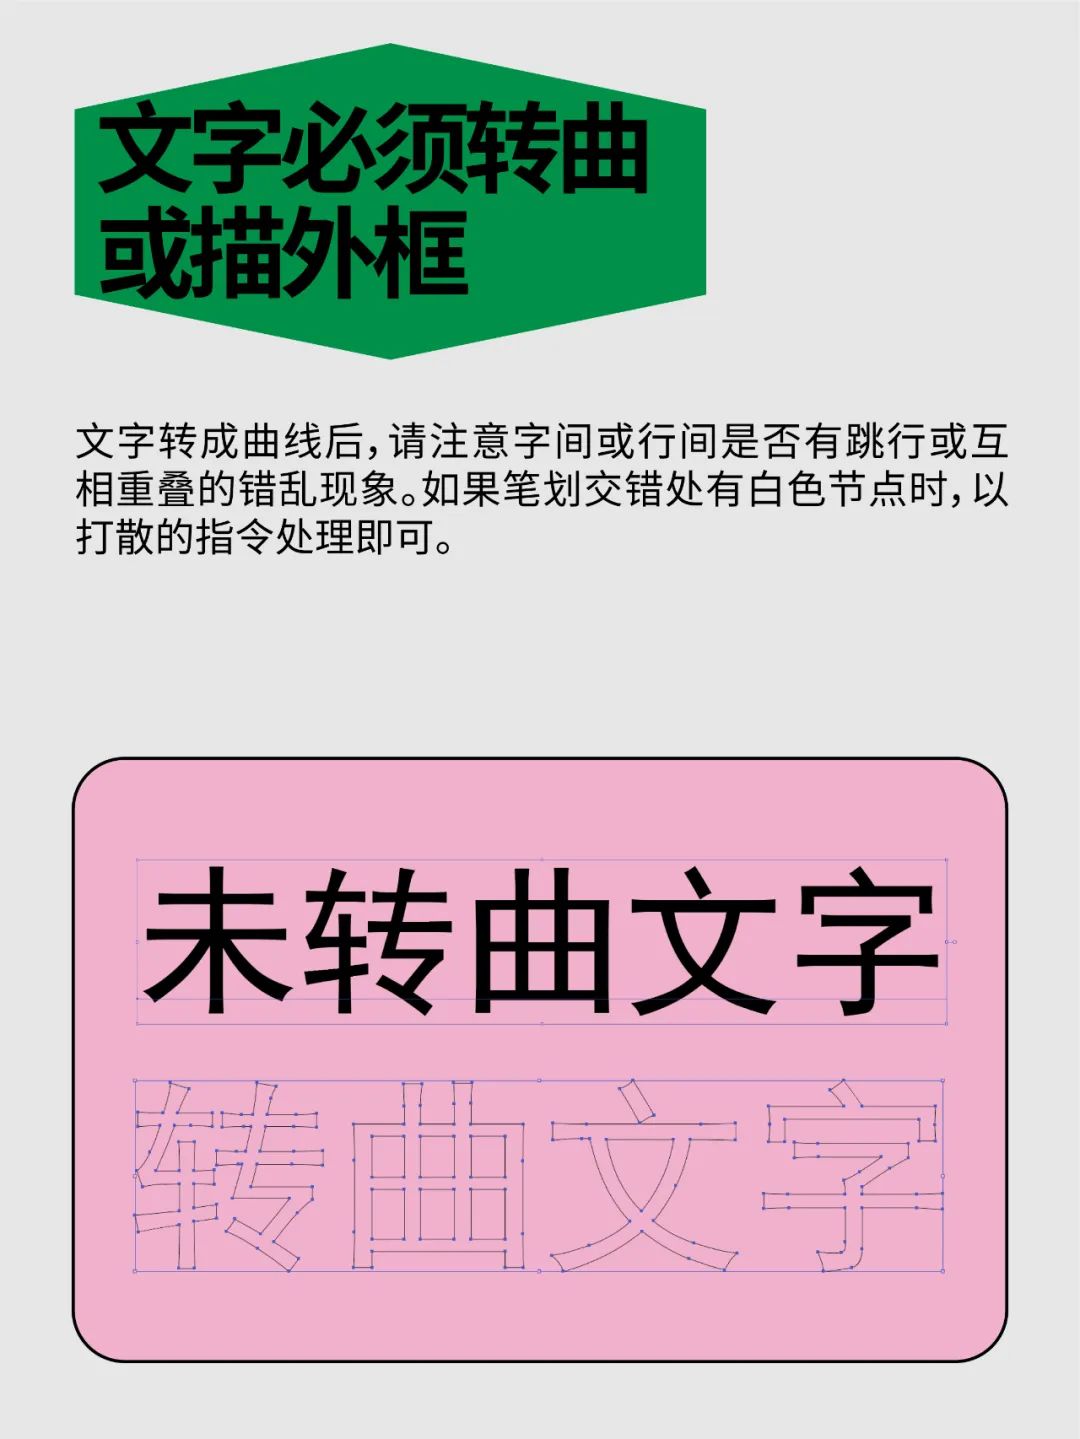 文字必须转曲
或描外框
文字转成曲线后，请注意字间或行间是否有跳行或互
相重叠的错乱现象。如果笔划交错处有白色节点时，以
打散的指令处理即可。
未转曲文字
转曲文字